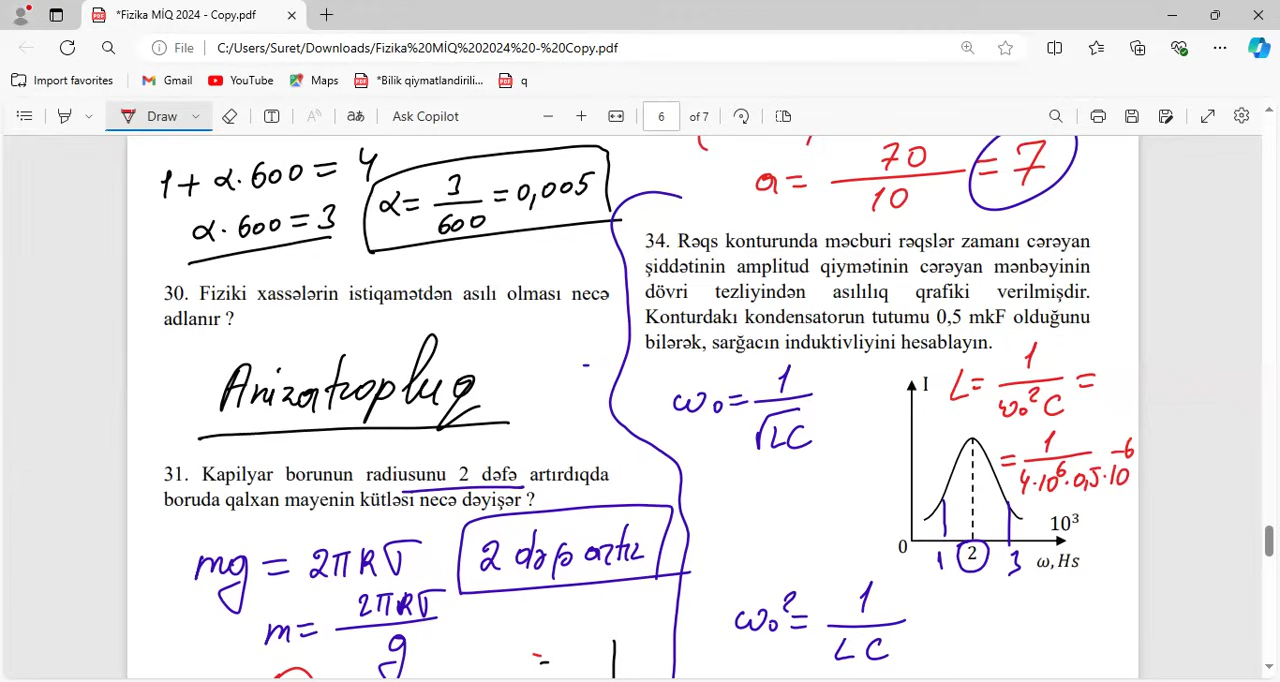 *Fizika MİQ 2024 - Copy.pdf
File C:/Users/Suret/Downloads/Fizika%20MİQ%202024%20-%20Copy.pdf
Import favorites Gmail YouTube Maps *Bilik qiymatlandirili... q
Draw aあ Ask Copilot 6 of 7
1 + α · 600 = 4
α · 600 = 3
α = 3/600 = 0,005
30. Fiziki xassələrin istiqamətdən asılı olması necə
adlanır ?
Anizatropluq
31. Kapilyar borunun radiusunu 2 dəfə artırdıqda
boruda qalxan mayenin kütləsi necə dəyişər ?
mg = 2πRσ
2 dəfə artır
m = 2πRσ/g
a = 70/10 = 7
34. Rəqs konturunda məcburi rəqslər zamanı cərəyan
şiddətinin amplitud qiymətinin cərəyan mənbəyinin
dövri tezliyindən asılılıq qrafiki verilmişdir.
Konturdakı kondensatorun tutumu 0,5 mkF olduğunu
bilərək, sarğacın induktivliyini hesablayın.
ω₀ = 1/√LC
I
L = 1/ω₀²C =
= 1/4·10⁶·0,5·10⁻⁶
10³
0 1 2 3 ω, Hs
ω₀² = 1/LC